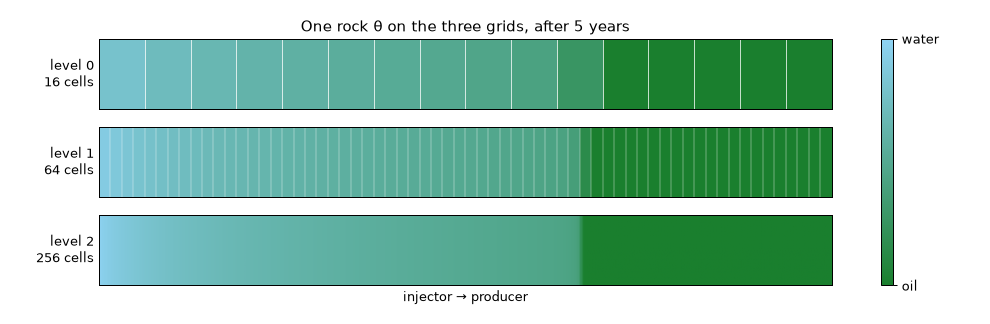 One rock θ on the three grids, after 5 years
level 0
16 cells
level 1
64 cells
level 2
256 cells
injector → producer
water
oil